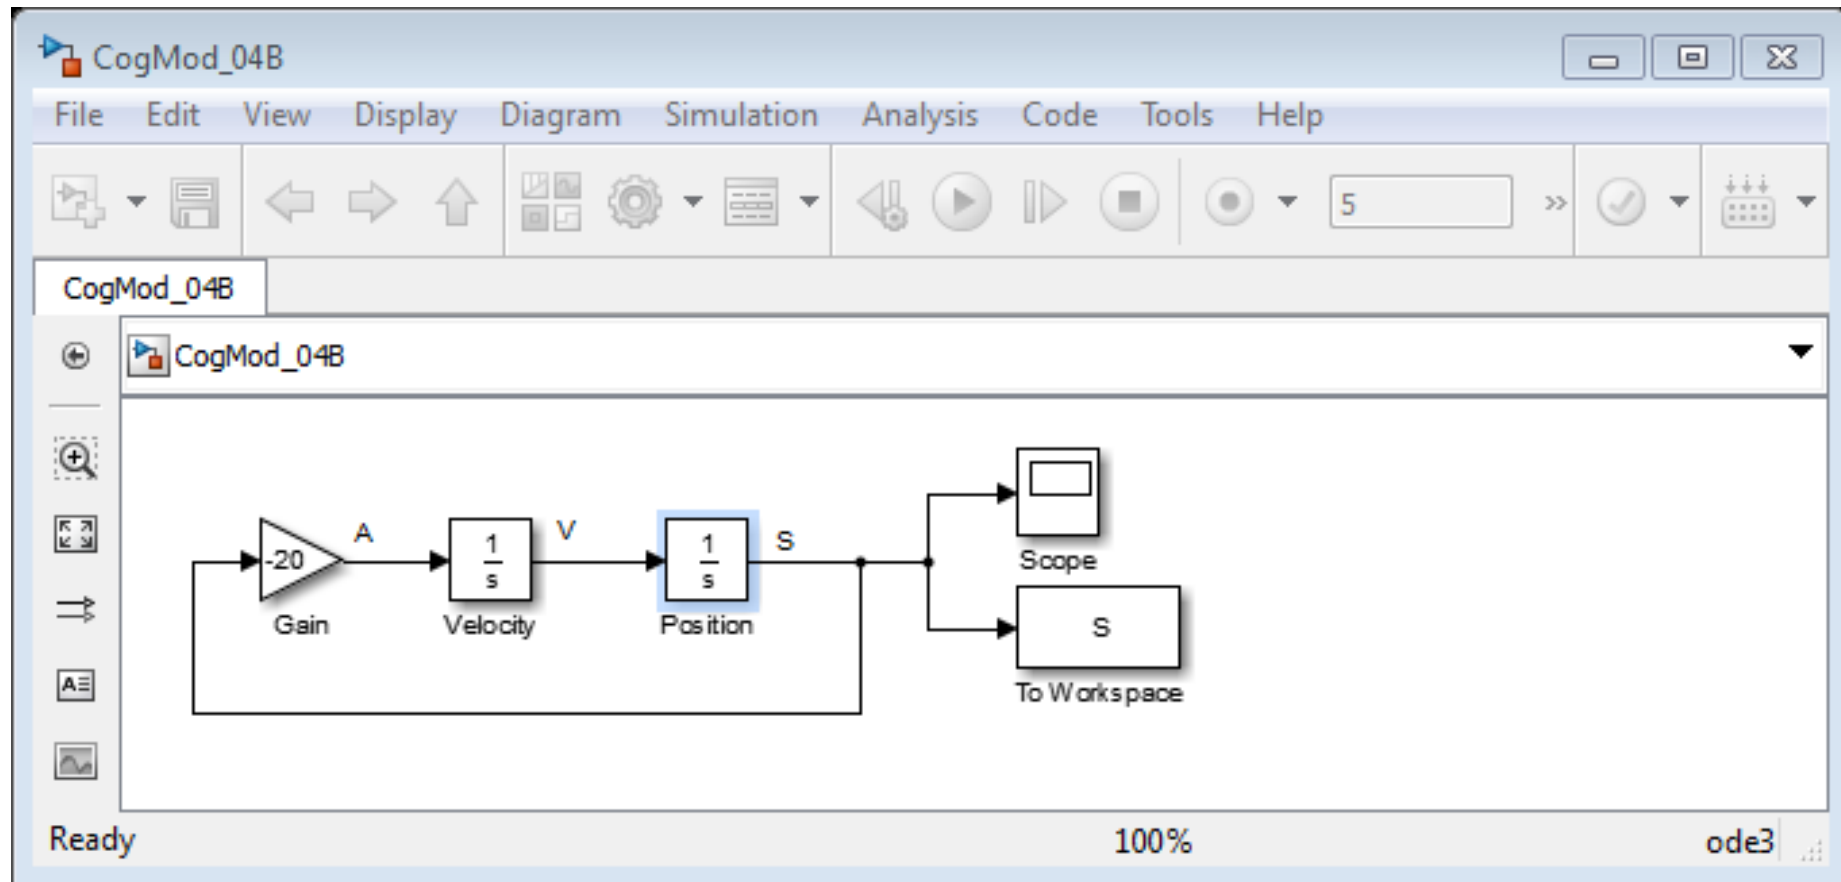 CogMod_04B
File Edit View Display Diagram Simulation Analysis Code Tools Help
5
CogMod_04B
CogMod_04B
A
V
S
-20
1
s
1
s
Gain
Velocity
Position
Scope
S
To Workspace
Ready
100%
ode3